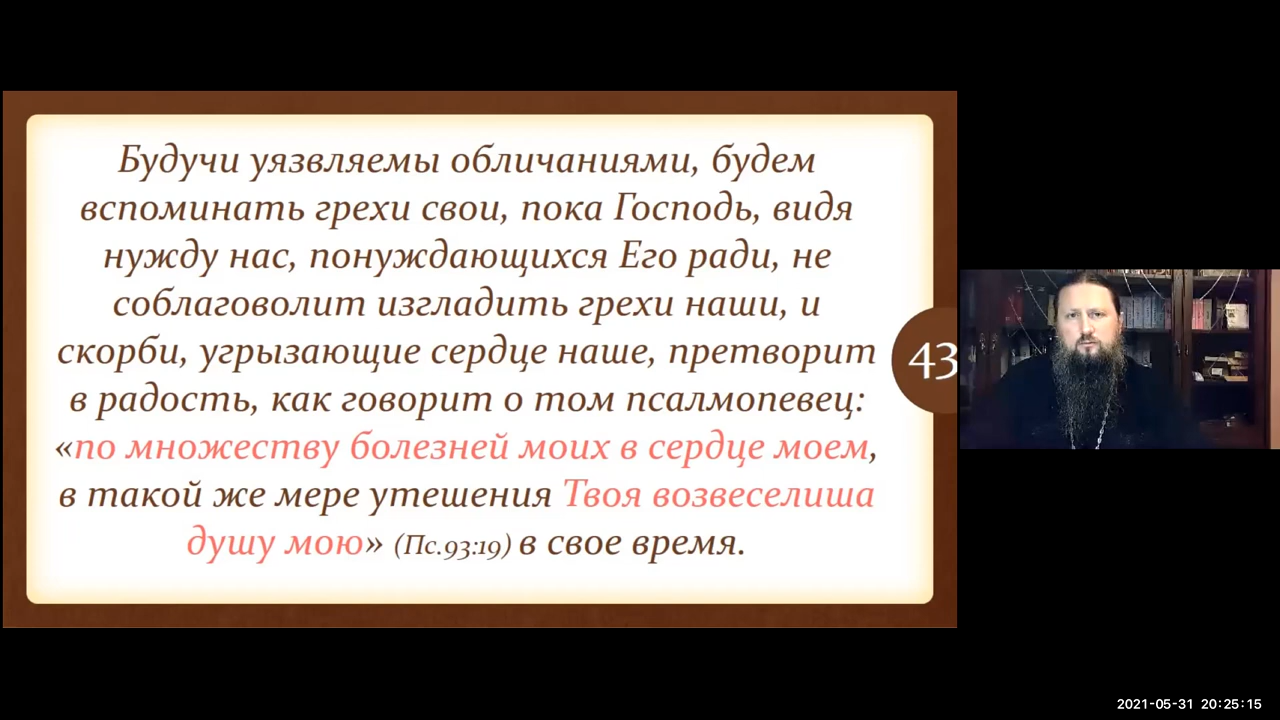 Будучи уязвляемы обличаниями, будем
вспоминать грехи свои, пока Господь, видя
нужду нас, понуждающихся Его ради, не
соблаговолит изгладить грехи наши, и
скорби, угрызающие сердце наше, претворит
в радость, как говорит о том псалмопевец:
«по множеству болезней моих в сердце моем,
в такой же мере утешения Твоя возвеселиша
душу мою» (Пс.93:19) в свое время.
43
2021-05-31 20:25:15